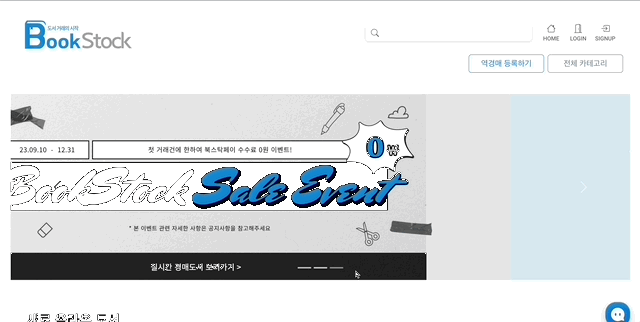 도서 거래의 시작
BookStock
HOME LOGIN SIGNUP
역경매 등록하기 전체 카테고리
23.09.10 - 12.31 첫 거래건에 한하여 북스탁페이 수수료 0원 이벤트!
0원
BookStock Sale Event
* 본 이벤트 관련 자세한 사항은 공지사항을 참고해주세요
실시간 경매도서 보러가기 >